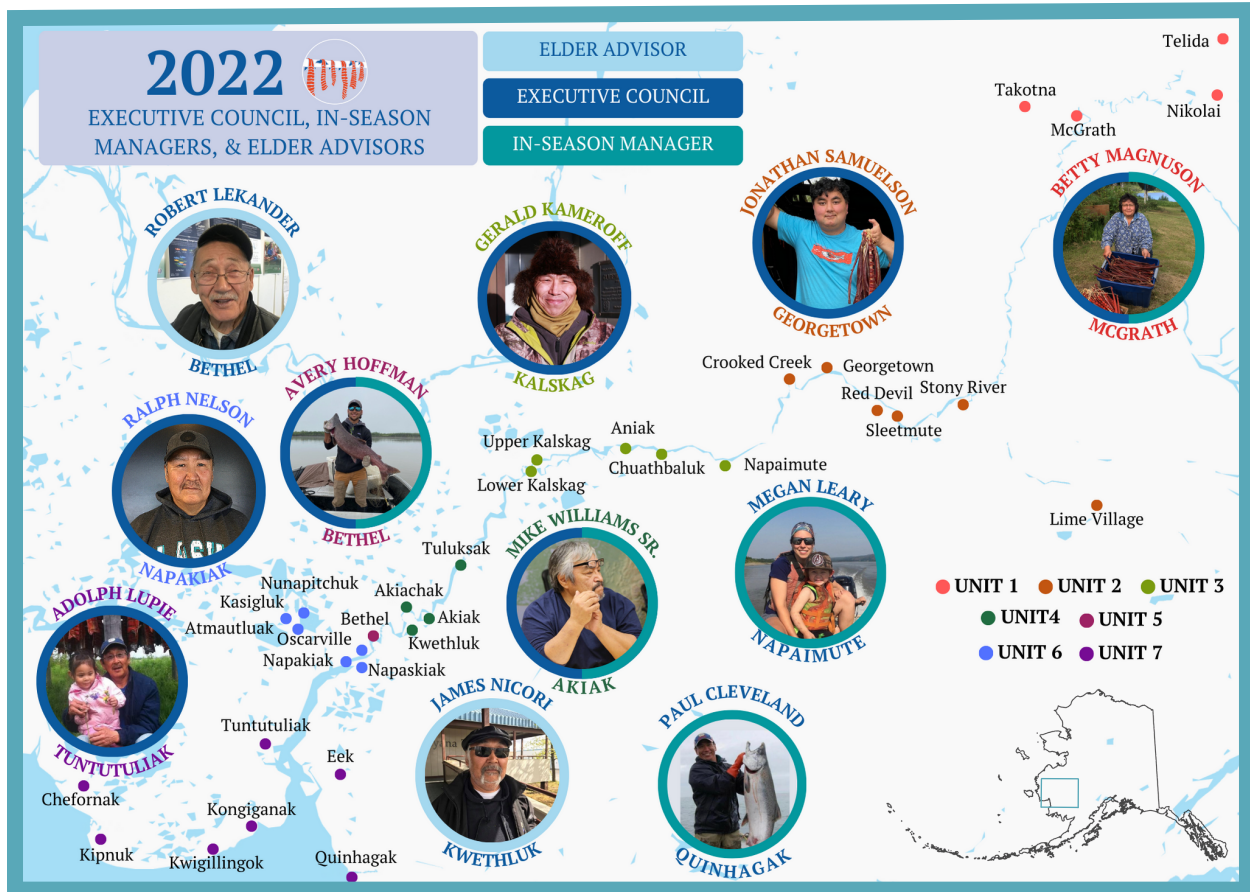 2022
EXECUTIVE COUNCIL, IN-SEASON
MANAGERS, & ELDER ADVISORS
ELDER ADVISOR
EXECUTIVE COUNCIL
IN-SEASON MANAGER
Telida
Takotna
Nikolai
McGrath
ROBERT LEKANDER
BETHEL
GERALD KAMEROFF
KALSKAG
JONATHAN SAMUELSON
GEORGETOWN
BETTY MAGNUSON
MCGRATH
AVERY HOFFMAN
BETHEL
RALPH NELSON
NAPAKIAK
Crooked Creek
Georgetown
Red Devil
Stony River
Sleetmute
Upper Kalskag
Aniak
Lower Kalskag
Chuathbaluk
Napaimute
Lime Village
MEGAN LEARY
NAPAIMUTE
MIKE WILLIAMS SR.
AKIAK
Tuluksak
Nunapitchuk
Akiachak
Kasigluk
Bethel
Akiak
Atmautluak
Oscarville
Kwethluk
Napakiak
Napaskiak
ADOLPH LUPIE
TUNTUTULIAK
UNIT 1
UNIT 2
UNIT 3
UNIT4
UNIT 5
UNIT 6
UNIT 7
JAMES NICORI
KWETHLUK
PAUL CLEVELAND
QUINHAGAK
Tuntutuliak
Eek
Chefornak
Kongiganak
Kipnuk
Kwigillingok
Quinhagak